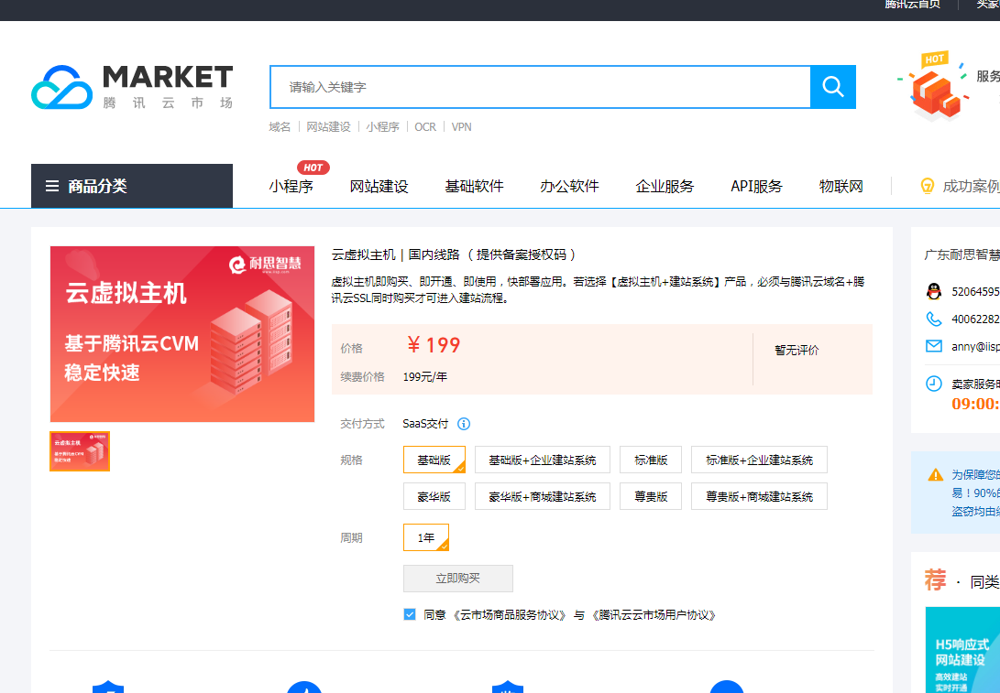 腾讯云首页 买家
MARKET
腾讯云市场
请输入关键字
域名 网站建设 小程序 OCR VPN
HOT
服务
商品分类
HOT
小程序 网站建设 基础软件 办公软件 企业服务 API服务 物联网 成功案例
耐思智慧
www.iisp.com
云虚拟主机
基于腾讯云CVM
稳定快速
云虚拟主机 | 国内线路 （ 提供备案授权码 ）
虚拟主机即购买、即开通、即使用，快部署应用。若选择【虚拟主机+建站系统】产品，必须与腾讯云域名+腾
讯云SSL同时购买才可进入建站流程。
价格 ￥199
续费价格 199元/年
暂无评价
交付方式 SaaS交付
规格 基础版 基础版+企业建站系统 标准版 标准版+企业建站系统
豪华版 豪华版+商城建站系统 尊贵版 尊贵版+商城建站系统
周期 1年
立即购买
同意 《云市场商品服务协议》 与 《腾讯云云市场用户协议》
广东耐思智慧
52064595
40062282
anny@iisp
卖家服务时
09:00:
为保障您的
易！90%的
盗窃均由线
荐 · 同类
H5响应式
网站建设
高效建站
实时开通
云虚拟主机
基于腾讯云CVM
稳定快速